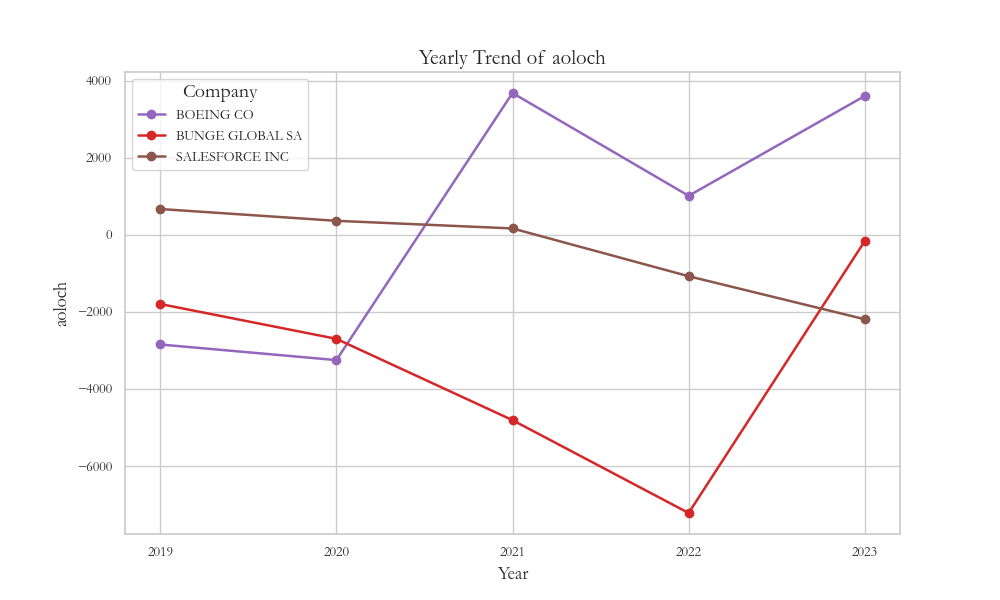 Yearly Trend of aoloch
Company
BOEING CO
BUNGE GLOBAL SA
SALESFORCE INC
4000
2000
0
−2000
−4000
−6000
aoloch
2019 2020 2021 2022 2023
Year